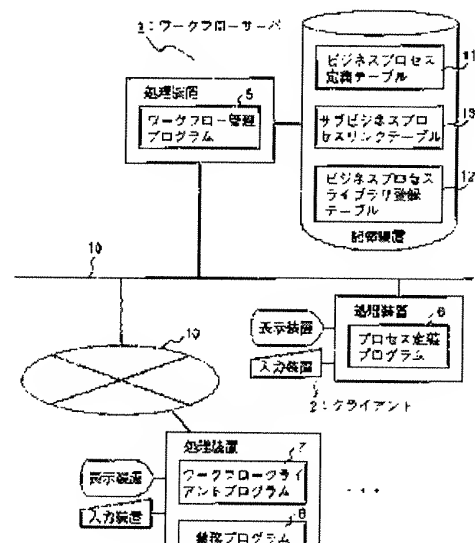 1:ワークフローサーバ
処理装置
5
ワークフロー管理
プログラム
ビジネスプロセス
定義テーブル
11
サブビジネスプロ
セスリンクテーブル
13
ビジネスプロセス
ライブラリ登録
テーブル
12
記憶装置
10
10
表示装置
入力装置
処理装置
6
プロセス定義
プログラム
2:クライアント
処理装置
7
表示装置
入力装置
ワークフロークライ
アントプログラム
8
業務プログラム
...